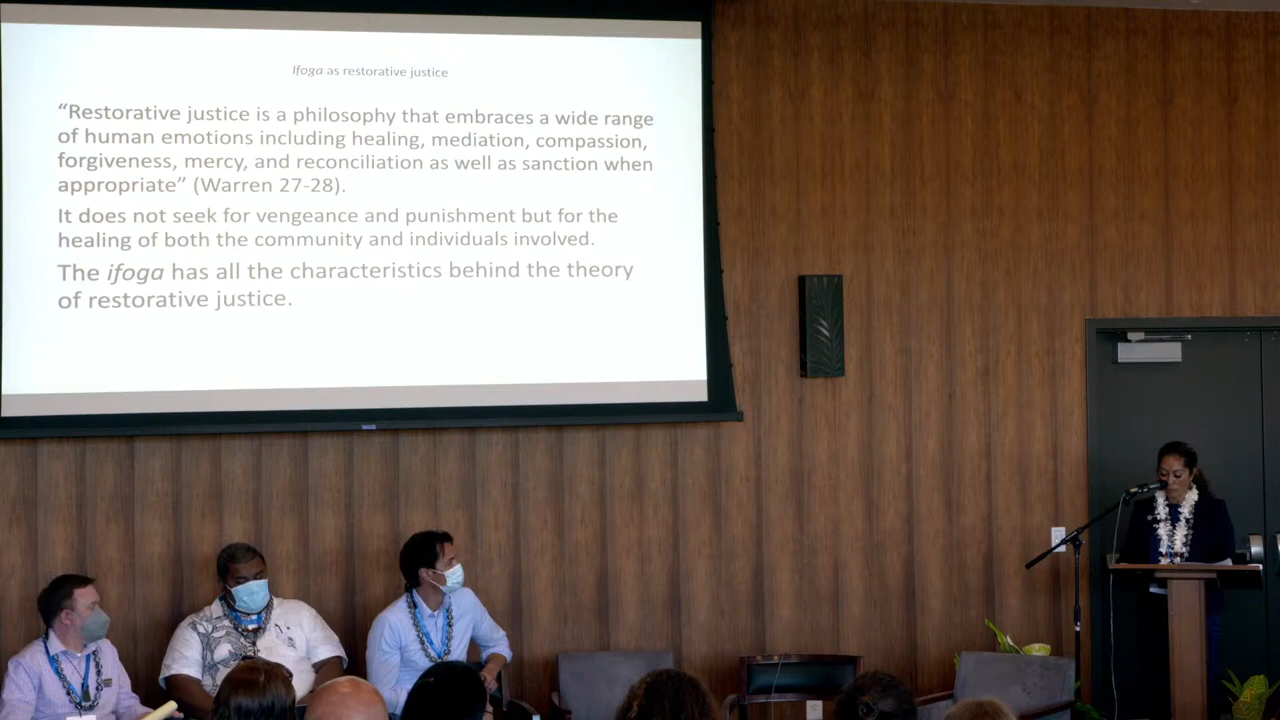 Ifoga as restorative justice
“Restorative justice is a philosophy that embraces a wide range
of human emotions including healing, mediation, compassion,
forgiveness, mercy, and reconciliation as well as sanction when
appropriate” (Warren 27-28).
It does not seek for vengeance and punishment but for the
healing of both the community and individuals involved.
The ifoga has all the characteristics behind the theory
of restorative justice.